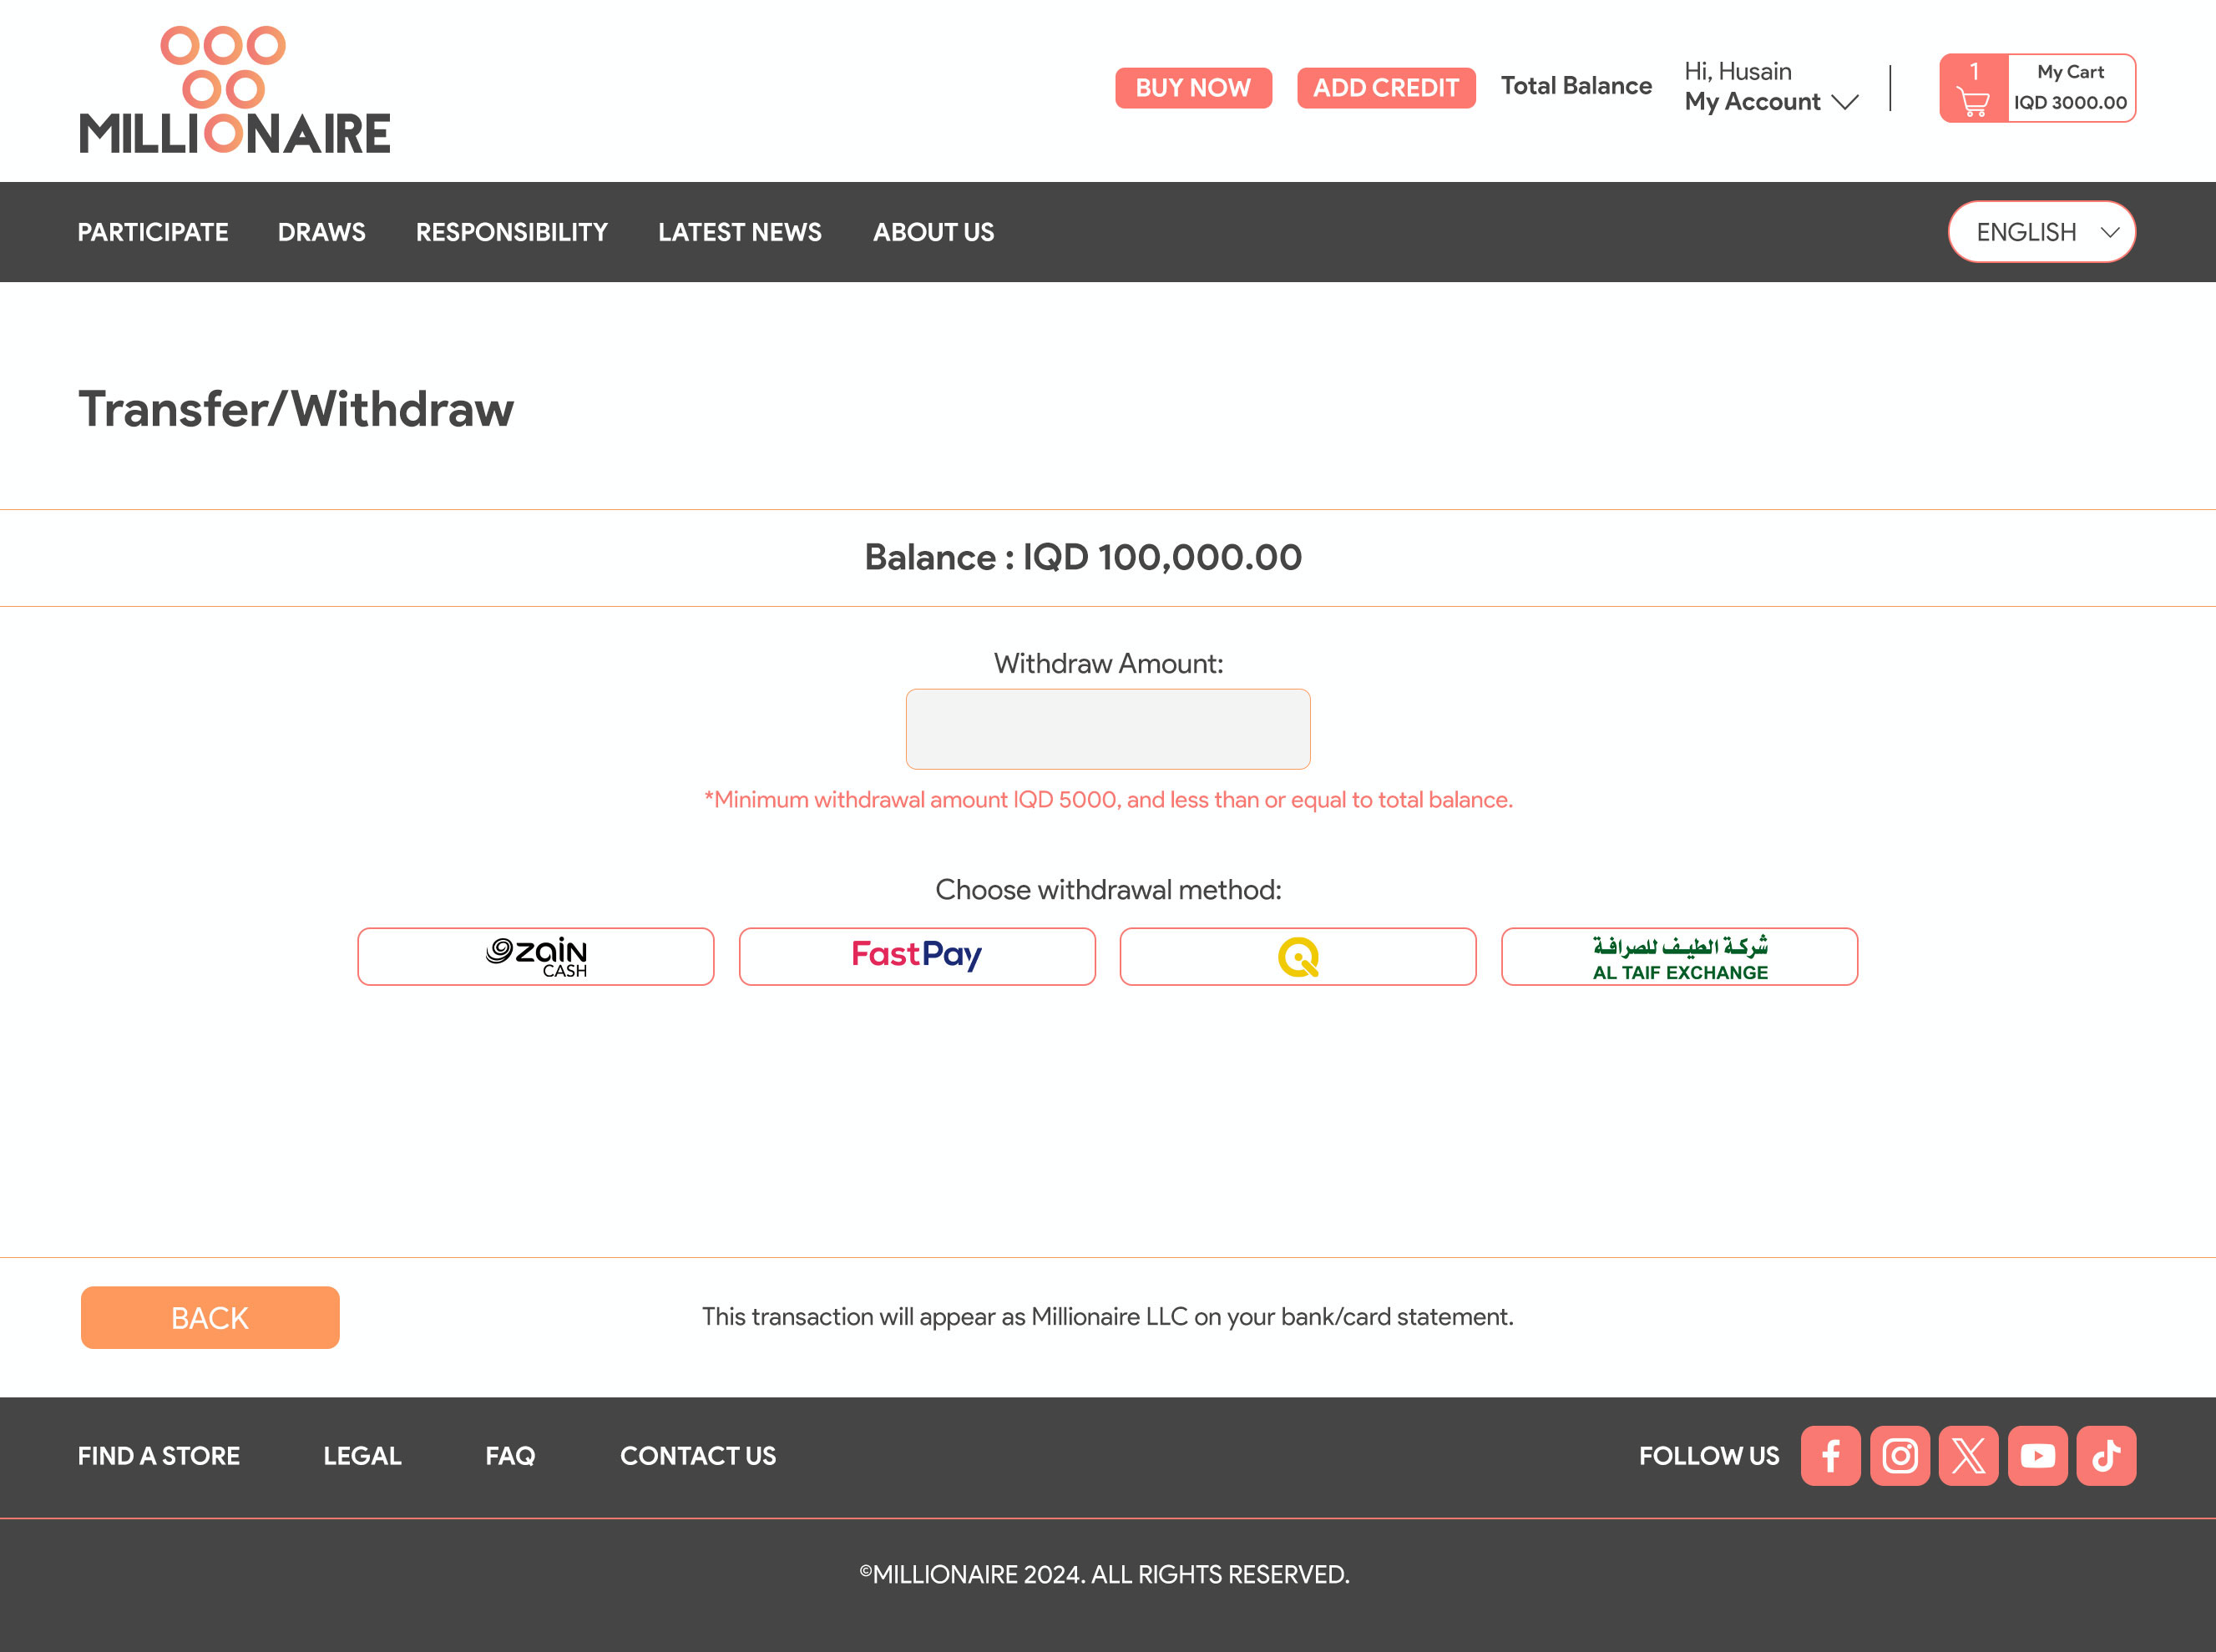 MILLIONAIRE
BUY NOW
ADD CREDIT
Total Balance
Hi, Husain
My Account
1
My Cart
IQD 3000.00
PARTICIPATE
DRAWS
RESPONSIBILITY
LATEST NEWS
ABOUT US
ENGLISH
Transfer/Withdraw
Balance : IQD 100,000.00
Withdraw Amount:
*Minimum withdrawal amount IQD 5000, and less than or equal to total balance.
Choose withdrawal method:
zain
CASH
FastPay
Q
شركة الطيف للصرافة
AL TAIF EXCHANGE
BACK
This transaction will appear as Millionaire LLC on your bank/card statement.
FIND A STORE
LEGAL
FAQ
CONTACT US
FOLLOW US
©MILLIONAIRE 2024. ALL RIGHTS RESERVED.